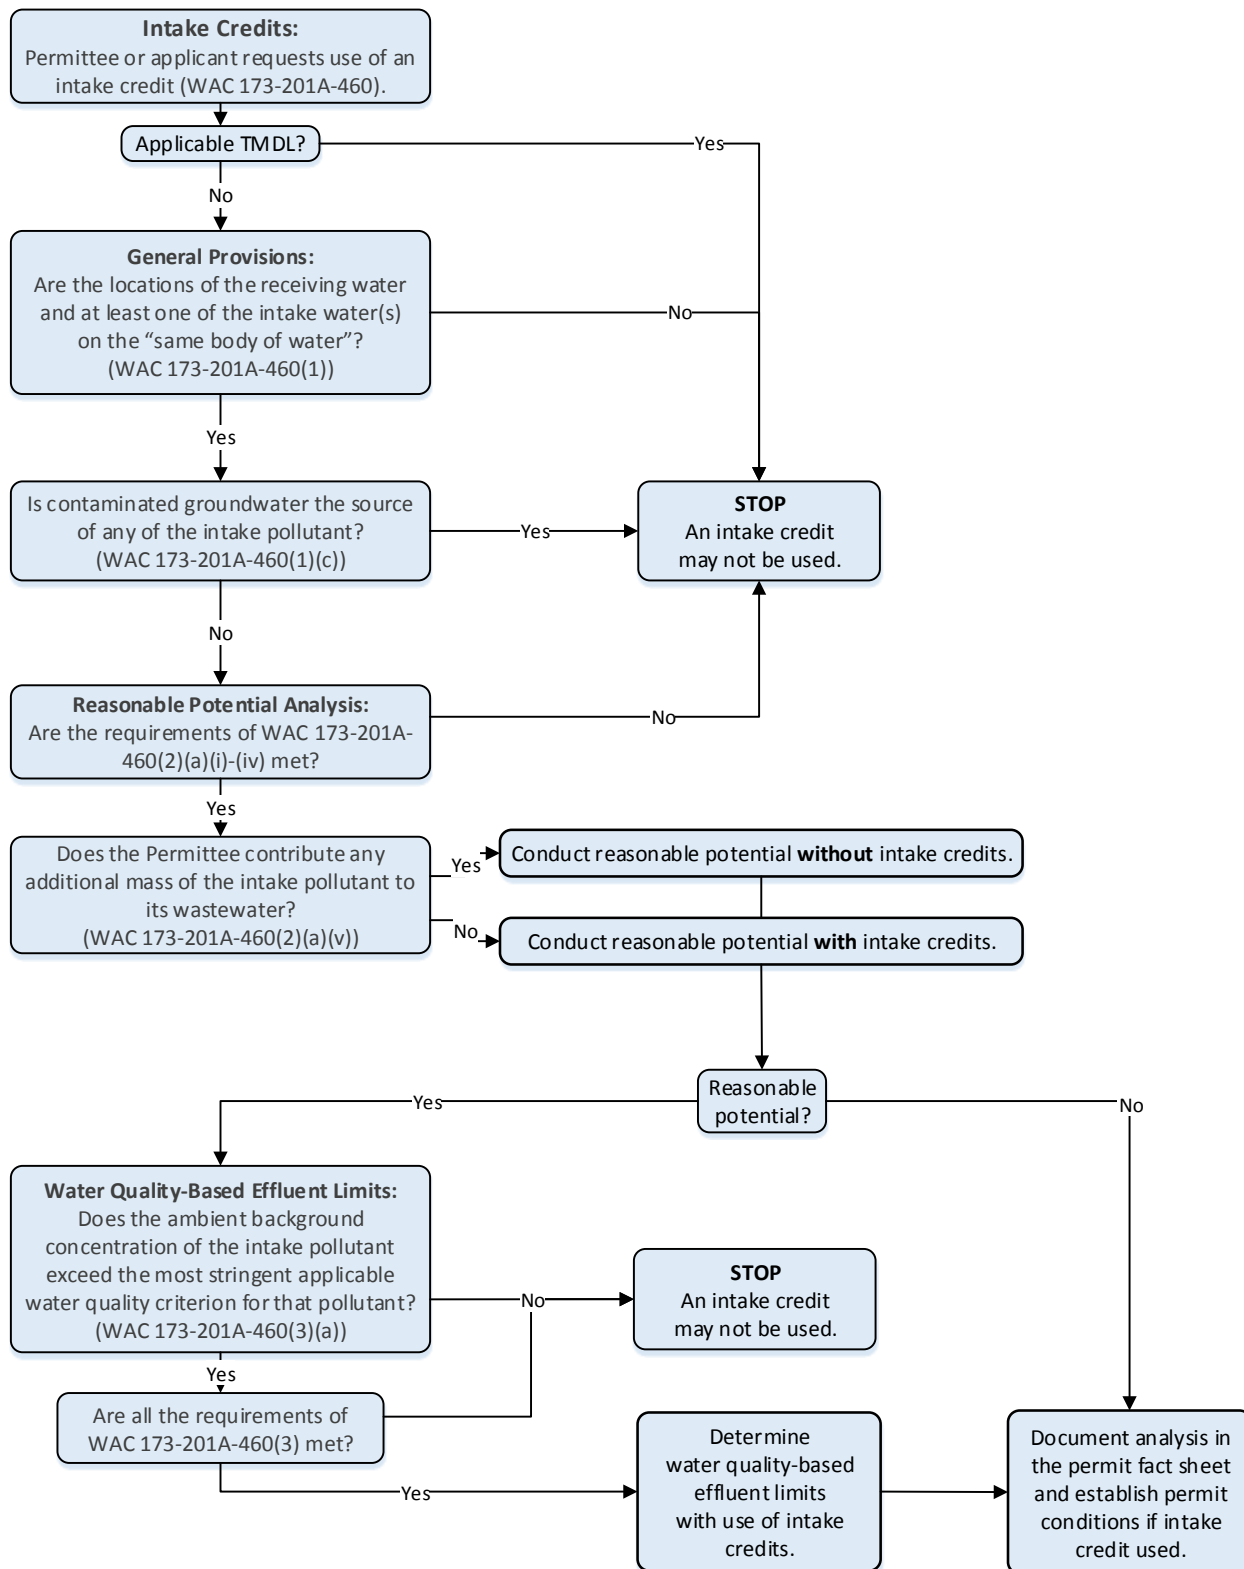 Intake Credits:
Permittee or applicant requests use of an
intake credit (WAC 173-201A-460).
Applicable TMDL?
Yes
No
General Provisions:
Are the locations of the receiving water
and at least one of the intake water(s)
on the “same body of water”?
(WAC 173-201A-460(1))
No
Yes
Is contaminated groundwater the source
of any of the intake pollutant?
(WAC 173-201A-460(1)(c))
Yes
STOP
An intake credit
may not be used.
No
Reasonable Potential Analysis:
Are the requirements of WAC 173-201A-
460(2)(a)(i)-(iv) met?
No
Yes
Does the Permittee contribute any
additional mass of the intake pollutant to
its wastewater?
(WAC 173-201A-460(2)(a)(v))
Yes
Conduct reasonable potential without intake credits.
No
Conduct reasonable potential with intake credits.
Reasonable
potential?
Yes
No
Water Quality-Based Effluent Limits:
Does the ambient background
concentration of the intake pollutant
exceed the most stringent applicable
water quality criterion for that pollutant?
(WAC 173-201A-460(3)(a))
No
STOP
An intake credit
may not be used.
Yes
Are all the requirements of
WAC 173-201A-460(3) met?
Yes
Determine
water quality-based
effluent limits
with use of intake
credits.
Document analysis in
the permit fact sheet
and establish permit
conditions if intake
credit used.